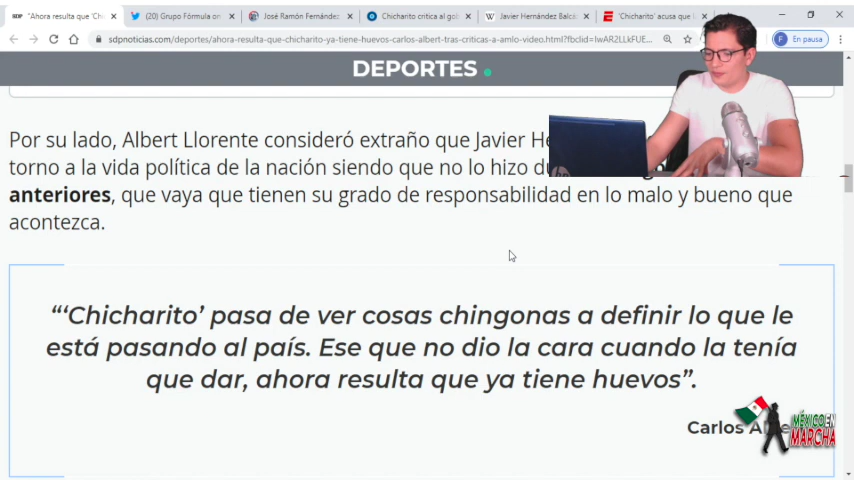 "Ahora resulta que 'Chi
(20) Grupo Fórmula on
José Ramón Fernández
Chicharito critica al gob
Javier Hernández Balcáz
'Chicharito' acusa que l
sdpnoticias.com/deportes/ahora-resulta-que-chicharito-ya-tiene-huevos-carlos-albert-tras-criticas-a-amlo-video.html?fbclid=IwAR2LLkFUE...
F En pausa
DEPORTES
Por su lado, Albert Llorente consideró extraño que Javier He
torno a la vida política de la nación siendo que no lo hizo du
anteriores, que vaya que tienen su grado de responsabilidad en lo malo y bueno que
acontezca.
"'Chicharito' pasa de ver cosas chingonas a definir lo que le
está pasando al país. Ese que no dio la cara cuando la tenía
que dar, ahora resulta que ya tiene huevos".
Carlos Albe
MÉXICO EN
MARCHA